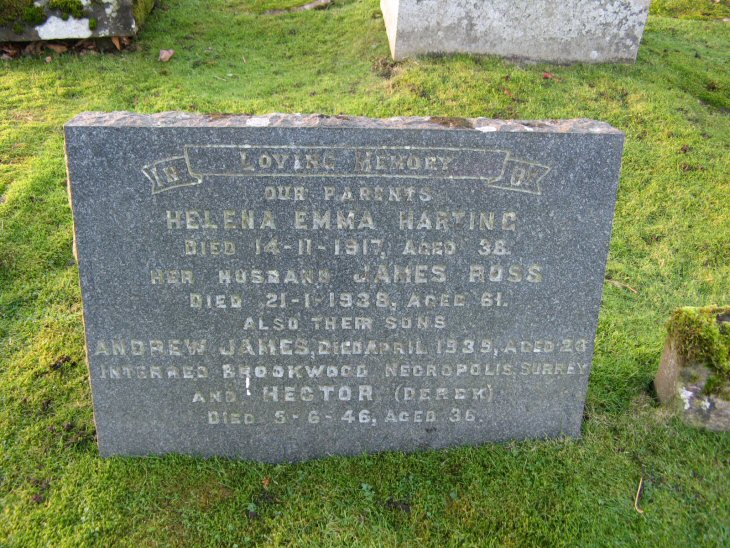 IN LOVING MEMORY OF
OUR PARENTS
HELENA EMMA HARTING
DIED 14-11-1917, AGED 38.
HER HUSBAND JAMES ROSS
DIED 21-1-1938, AGED 61.
ALSO THEIR SONS
ANDREW JAMES, DIED APRIL 1939, AGED
INTERRED BROOKWOOD NECROPOLIS, SURREY
AND HECTOR (DEREK)
DIED 5-6-46, AGED 36.